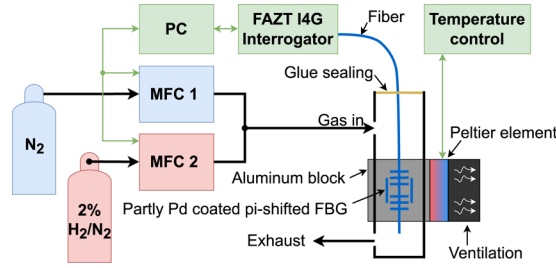 PC
FAZT I4G
Interrogator
Fiber
Temperature
control
Glue sealing
MFC 1
N₂
Gas in
MFC 2
Peltier element
Aluminum block
2%
H₂/N₂
Partly Pd coated pi-shifted FBG
Exhaust
Ventilation